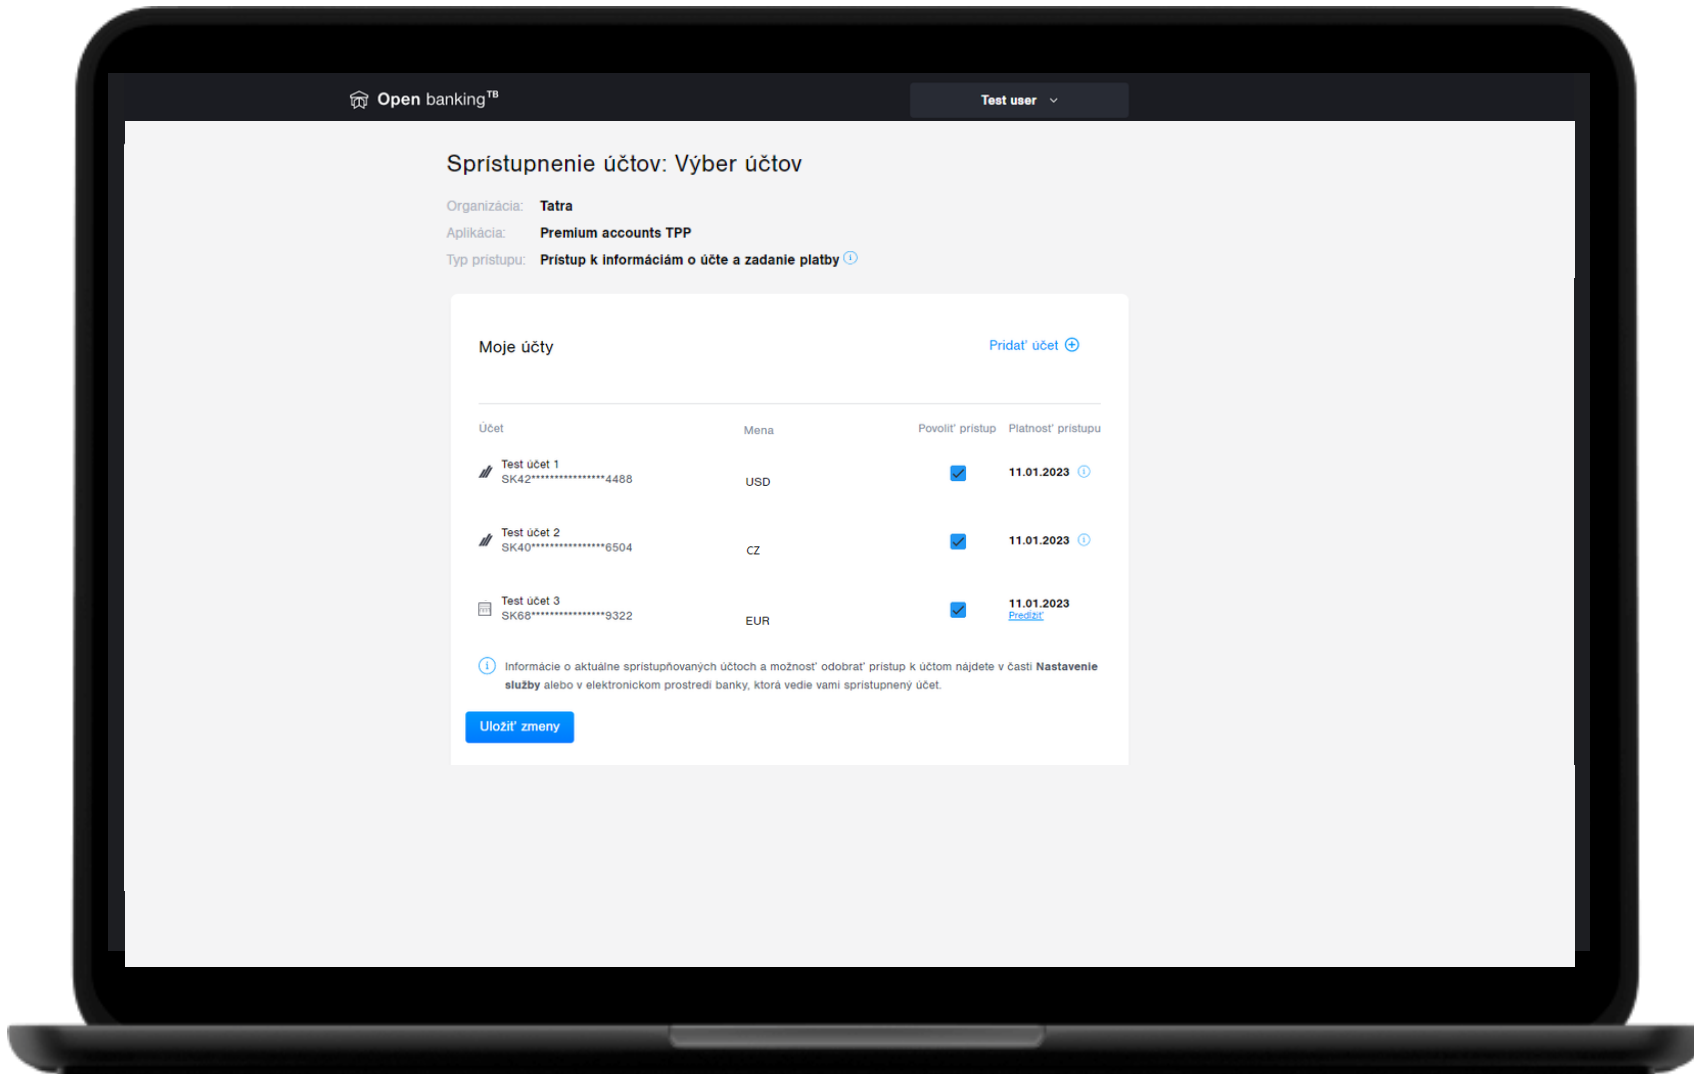 Open banking TB
Test user
Sprístupnenie účtov: Výber účtov
Organizácia: Tatra
Aplikácia: Premium accounts TPP
Typ prístupu: Prístup k informáciám o účte a zadanie platby
Moje účty
Pridať účet
Účet Mena Povoliť prístup Platnosť prístupu
Test účet 1
SK42****************4488 USD 11.01.2023
Test účet 2
SK40****************6504 CZ 11.01.2023
Test účet 3
SK68****************9322 EUR 11.01.2023
Predĺžiť
Informácie o aktuálne sprístupňovaných účtoch a možnosť odobrať prístup k účtom nájdete v časti Nastavenie
služby alebo v elektronickom prostredí banky, ktorá vedie vami sprístupnený účet.
Uložiť zmeny